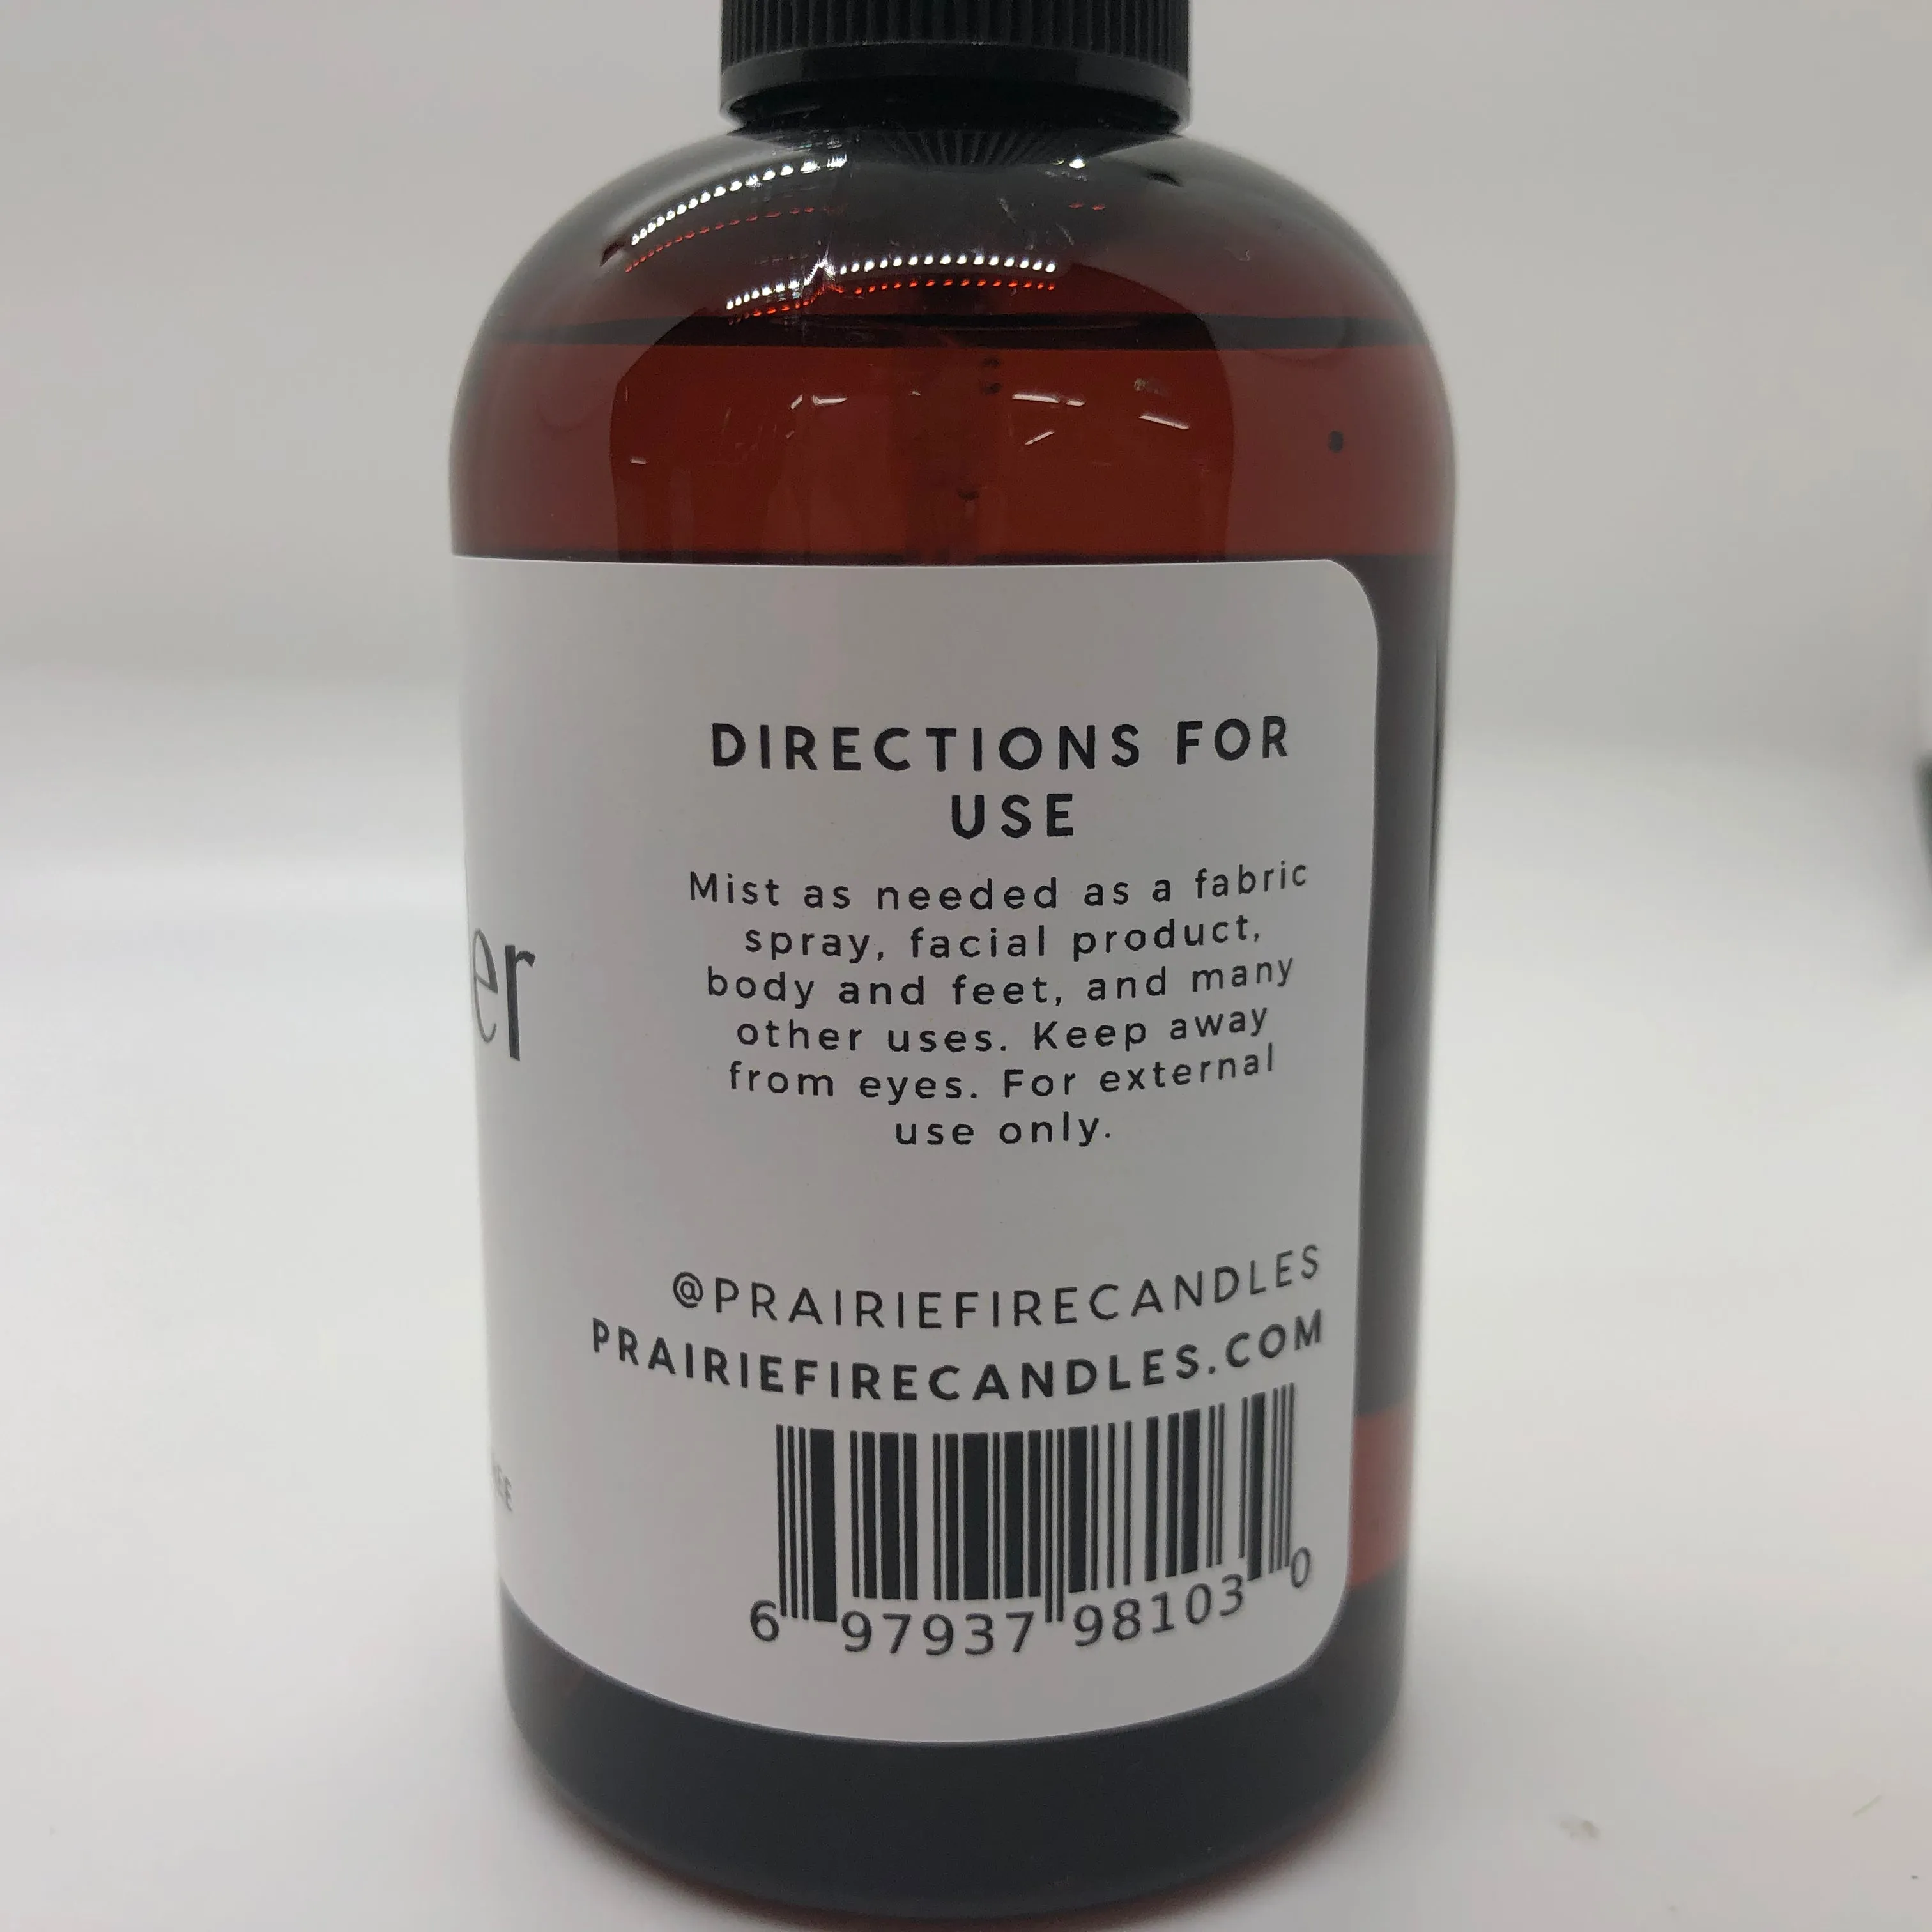 DIRECTIONS FOR
USE
Mist as needed as a fabric
spray, facial product,
body and feet, and many
other uses. Keep away
from eyes. For external
use only.
@PRAIRIEFIRECANDLES
PRAIRIEFIRECANDLES.COM
6 97937 98103 0
er